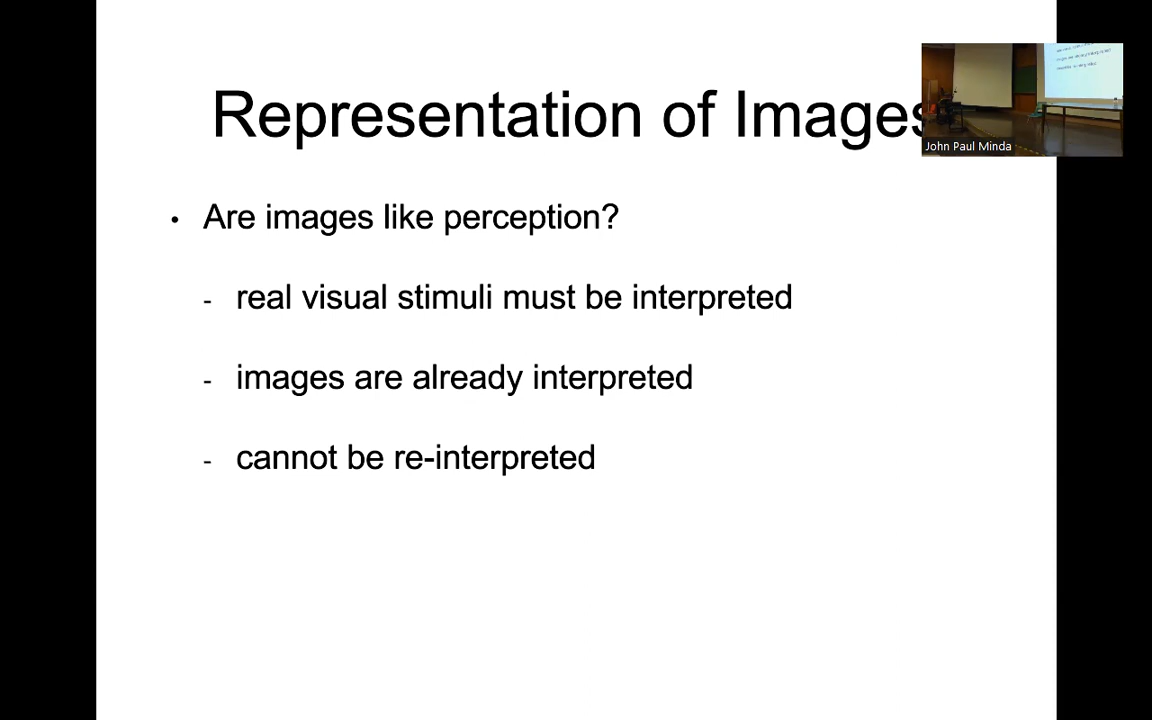 Representation of Images
John Paul Minda
• Are images like perception?
- real visual stimuli must be interpreted
- images are already interpreted
- cannot be re-interpreted